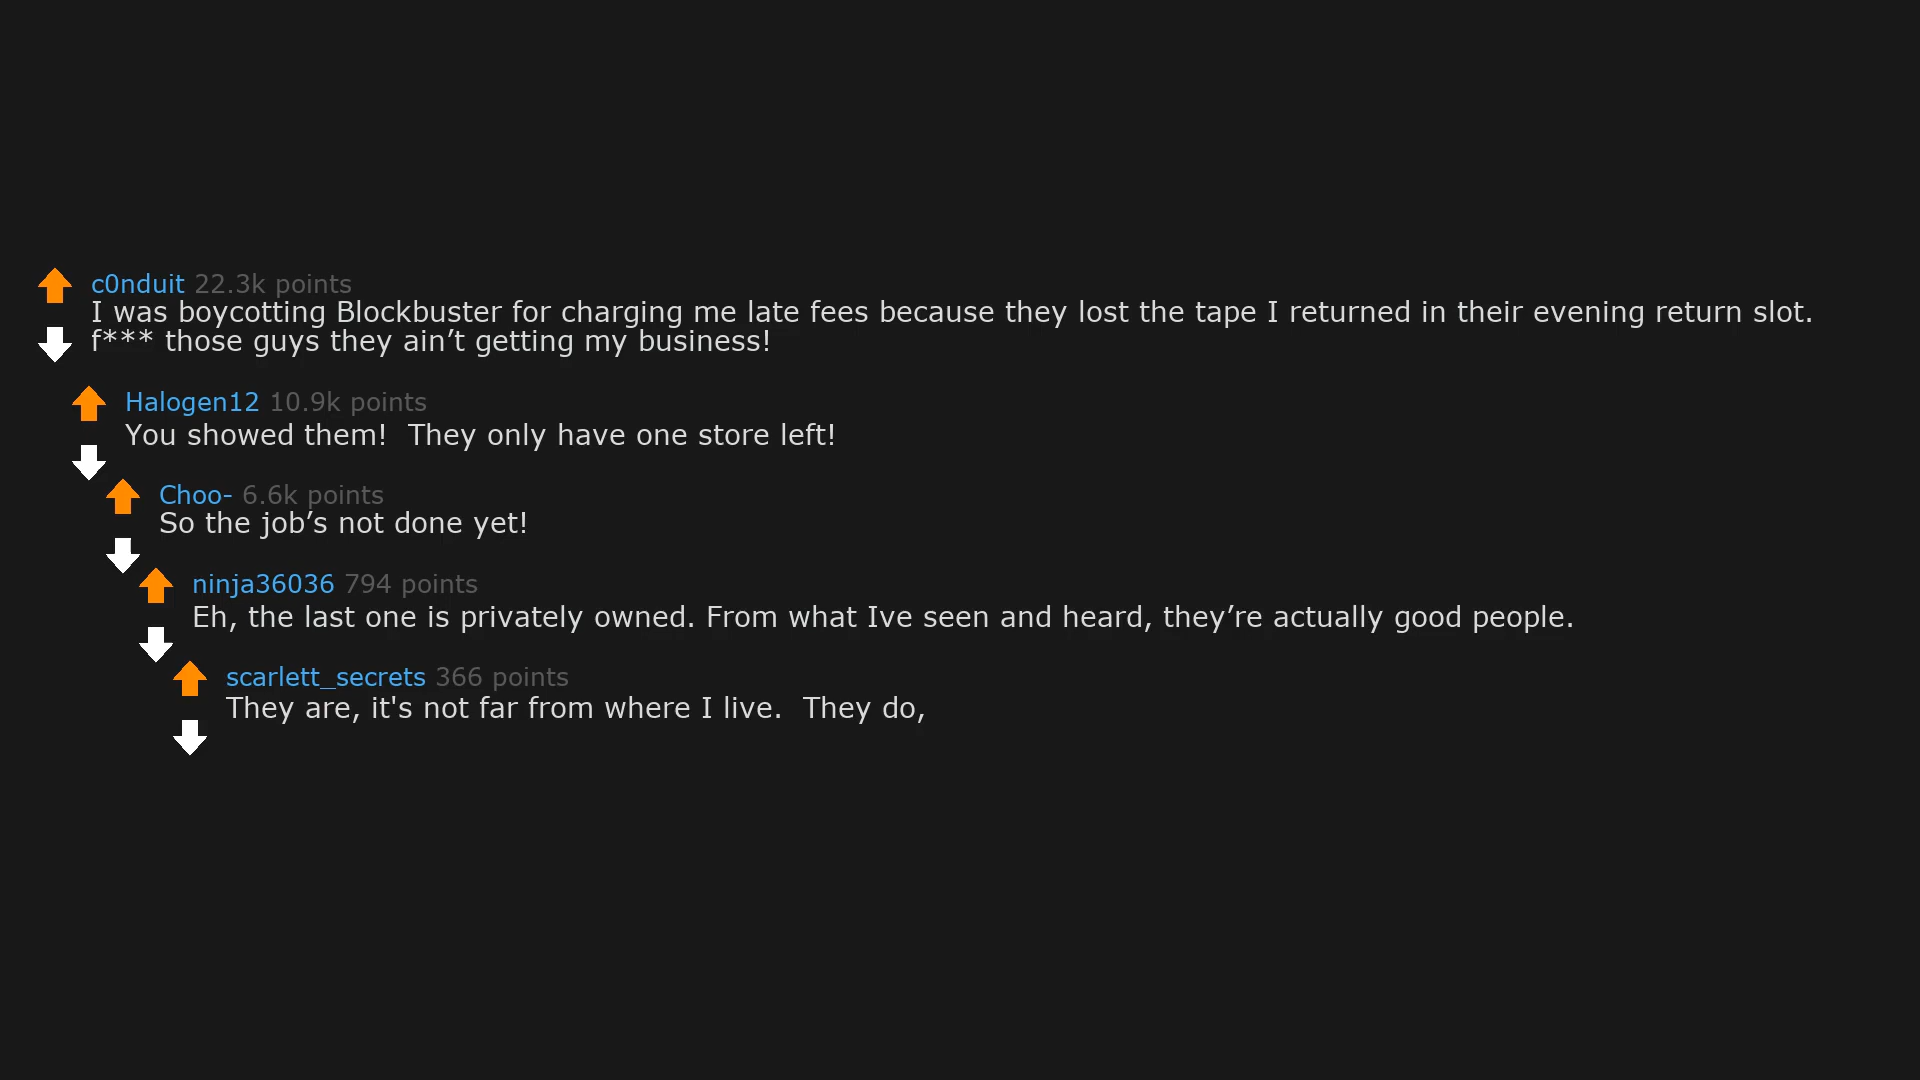 c0nduit 22.3k points
I was boycotting Blockbuster for charging me late fees because they lost the tape I returned in their evening return slot.
f*** those guys they ain’t getting my business!
Halogen12 10.9k points
You showed them!  They only have one store left!
Choo- 6.6k points
So the job’s not done yet!
ninja36036 794 points
Eh, the last one is privately owned. From what Ive seen and heard, they’re actually good people.
scarlett_secrets 366 points
They are, it's not far from where I live.  They do,